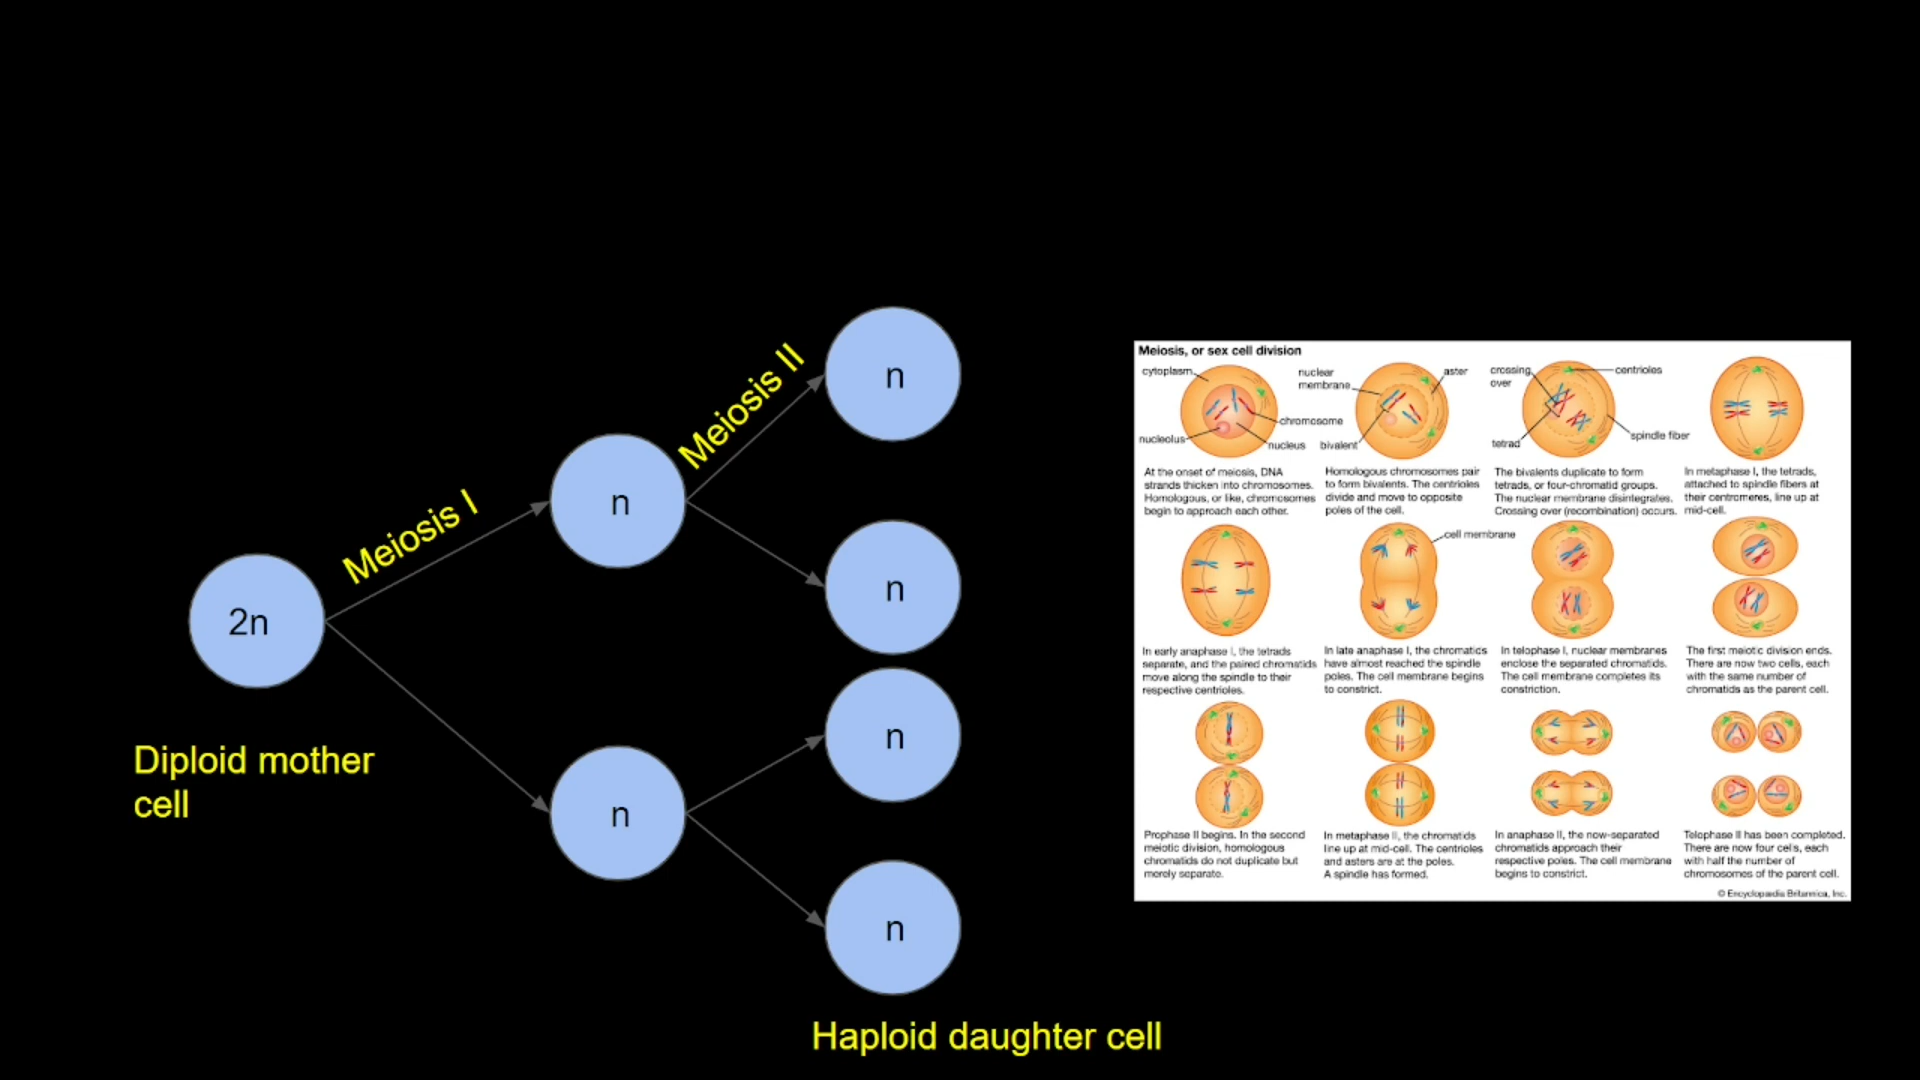 Meiosis I
Meiosis II
2n
n
n
n
n
n
n
Diploid mother
cell
Haploid daughter cell
Meiosis, or sex cell division
cytoplasm
nucleolus
chromosome
nucleus
nuclear
membrane
aster
bivalent
crossing
over
centrioles
tetrad
spindle fiber
At the onset of meiosis, DNA
strands thicken into chromosomes.
Homologous, or like, chromosomes
begin to approach each other.
Homologous chromosomes pair
to form bivalents. The centrioles
divide and move to opposite
poles of the cell.
The bivalents duplicate to form
tetrads, or four-chromatid groups.
The nuclear membrane disintegrates.
Crossing over (recombination) occurs.
In metaphase I, the tetrads,
attached to spindle fibers at
their centromeres, line up at
mid-cell.
cell membrane
In early anaphase I, the tetrads
separate, and the paired chromatids
move along the spindle to their
respective centrioles.
In late anaphase I, the chromatids
have almost reached the spindle
poles. The cell membrane begins
to constrict.
In telophase I, nuclear membranes
enclose the separated chromatids.
The cell membrane completes its
constriction.
The first meiotic division ends.
There are now two cells, each
with the same number of
chromatids as the parent cell.
Prophase II begins. In the second
meiotic division, homologous
chromatids do not duplicate but
merely separate.
In metaphase II, the chromatids
line up at mid-cell. The centrioles
and asters are at the poles.
A spindle has formed.
In anaphase II, the now-separated
chromatids approach their
respective poles. The cell membrane
begins to constrict.
Telophase II has been completed.
There are now four cells, each
with half the number of
chromosomes of the parent cell.
© Encyclopædia Britannica, Inc.